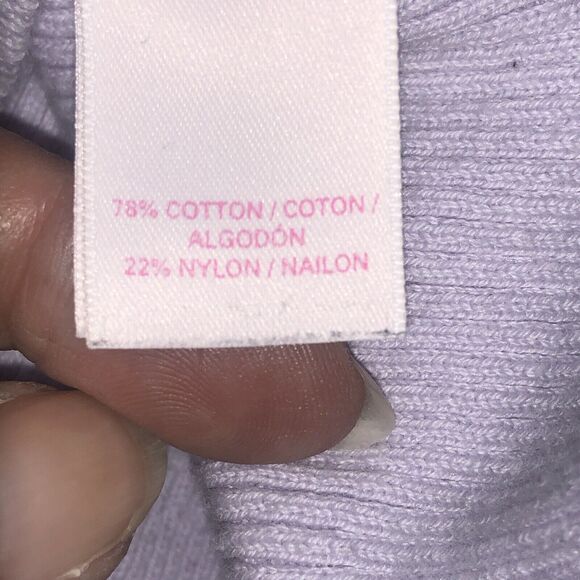 78% COTTON / COTON /
ALGODÓN
22% NYLON / NAILON